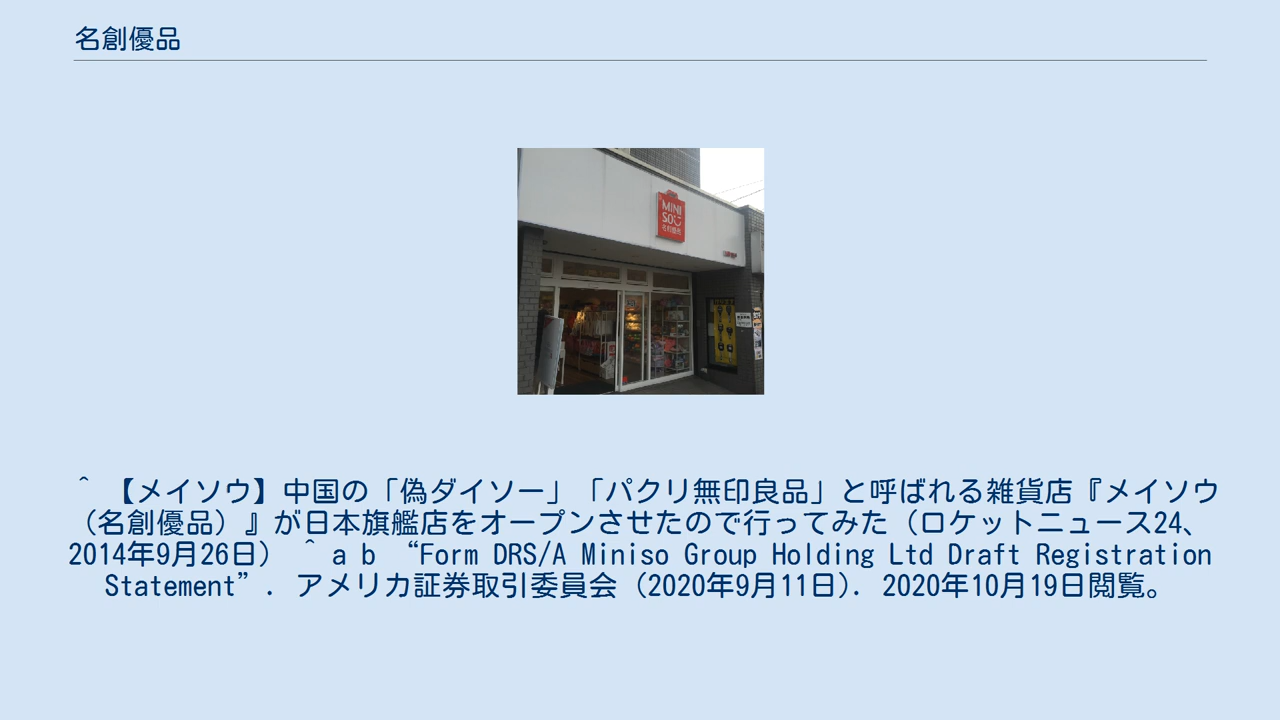 名創優品
MINI
SO
名創優品
^ 【メイソウ】中国の「偽ダイソー」「パクリ無印良品」と呼ばれる雑貨店『メイソウ
（名創優品）』が日本旗艦店をオープンさせたので行ってみた（ロケットニュース24、
2014年9月26日） ^ a b “Form DRS/A Miniso Group Holding Ltd Draft Registration
Statement”. アメリカ証券取引委員会 (2020年9月11日). 2020年10月19日閲覧。